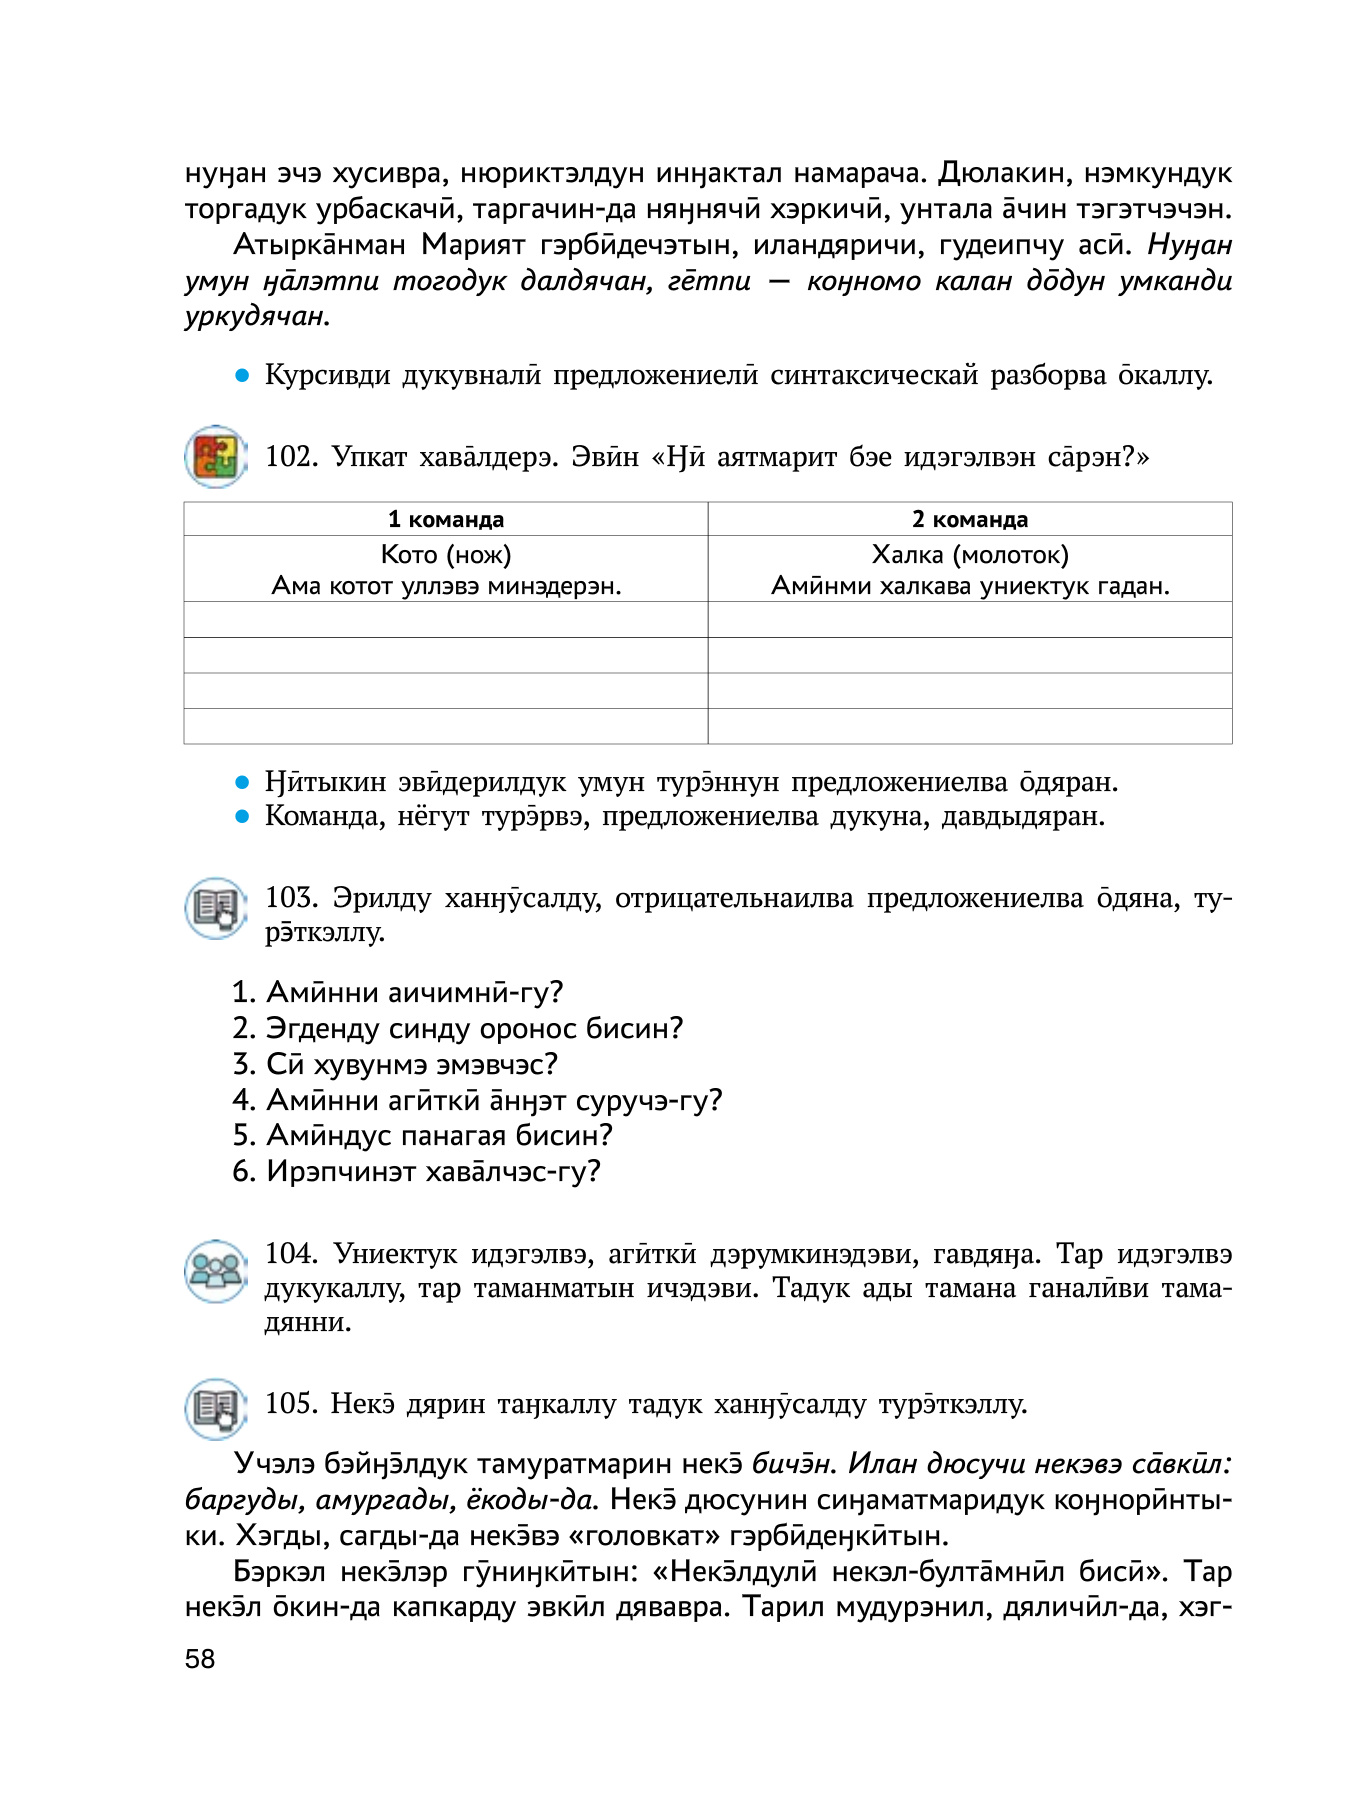 нуӈан эчэ хусивра, нюриктэлдун инӈактал намарача. Дюлакин, нэмкундук
торгадук урбаскачӣ, таргачин-да няӈнячӣ хэркичӣ, унтала а̄чин тэгэтчэчэн.
Атырка̄нман Марият гэрбӣдечэтын, иландяричи, гудеипчу асӣ. Нуӈан
умун ӈа̄лэтпи тогодук далдячан, ге̄тпи — коӈномо калан до̄дун умканди
уркудячан.
• Курсивди дукувналӣ предложениелӣ синтаксическай разборва о̄каллу.
102. Упкат хава̄лдерэ. Эвӣн «Ӈӣ аятмарит бэе идэгэлвэн са̄рэн?»
1 команда
2 команда
Кото (нож)
Ама котот уллэвэ минэдерэн.
Халка (молоток)
Амӣнми халкава униектук гадан.
• Ӈӣтыкин эвӣдерилдук умун турэ̄ннун предложениелва о̄дяран.
• Команда, нёгут турэ̄рвэ, предложениелва дукуна, давдыдяран.
103. Эрилду ханӈӯсалду, отрицательнаилва предложениелва о̄дяна, ту-
рэ̄ткэллу.
1. Амӣнни аичимнӣ-гу?
2. Эгденду синду оронос бисин?
3. Сӣ хувунмэ эмэвчэс?
4. Амӣнни агӣткӣ а̄нӈэт суручэ-гу?
5. Амӣндус панагая бисин?
6. Ирэпчинэт хава̄лчэс-гу?
104. Униектук идэгэлвэ, агӣткӣ дэрумкинэдэви, гавдяӈа. Тар идэгэлвэ
дукукаллу, тар таманматын ичэдэви. Тадук ады тамана ганалӣви тама-
дянни.
105. Некэ̄ дярин таӈкаллу тадук ханӈӯсалду турэ̄ткэллу.
Учэлэ бэйӈэ̄лдук тамуратмарин некэ̄ бичэ̄н. Илан дюсучи некэвэ са̄вкӣл:
баргуды, амургады, ёкоды-да. Некэ̄ дюсунин сиӈаматмаридук коӈнорӣнты-
ки. Хэгды, сагды-да некэ̄вэ «головкат» гэрбӣдеӈкӣтын.
Бэркэл некэ̄лэр гӯниӈкӣтын: «Некэ̄лдулӣ некэл-булта̄мнӣл бисӣ». Тар
некэ̄л о̄кин-да капкарду эвкӣл дявавра. Тарил мудурэнил, дяличӣл-да, хэг-
58